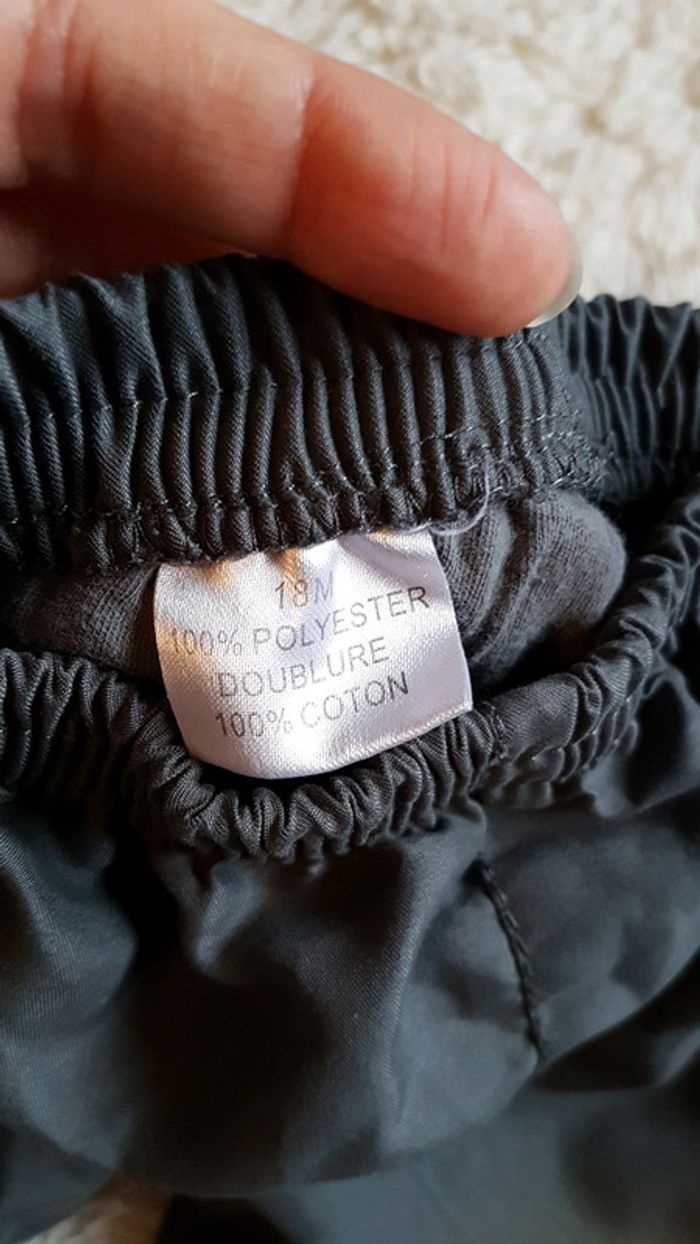 18M
100% POLYESTER
DOUBLURE
100% COTON